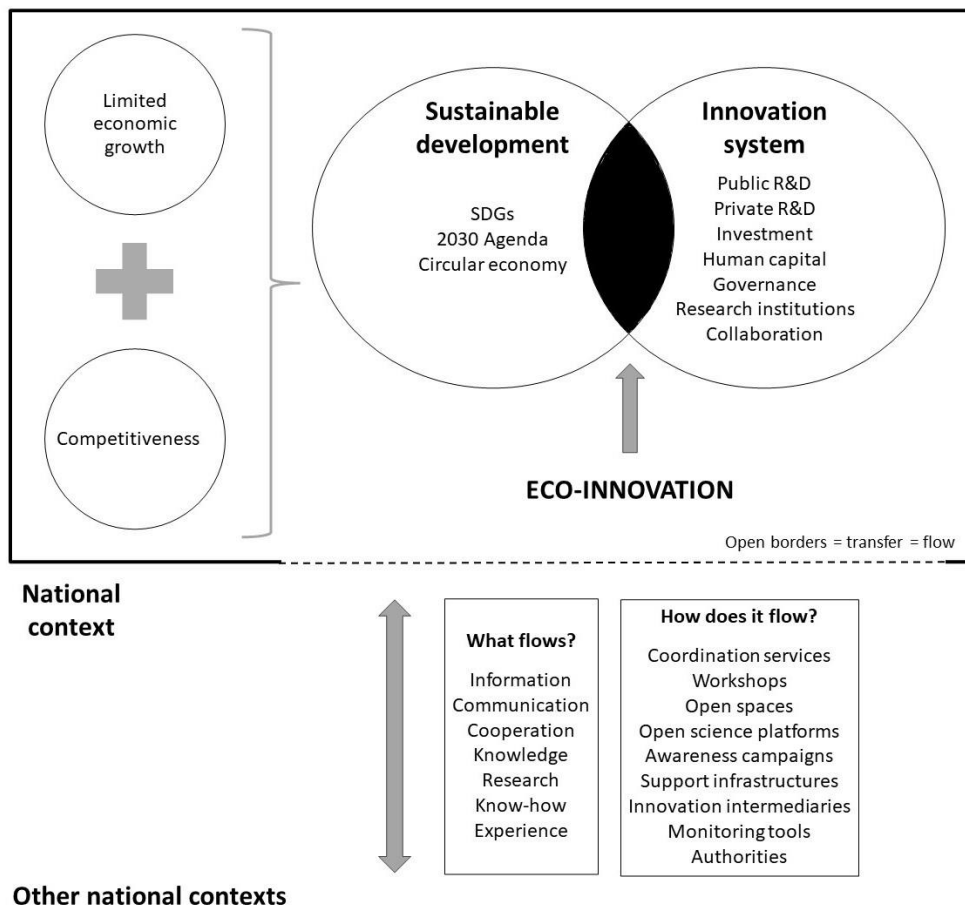 Limited
economic
growth
Competitiveness
Sustainable
development
SDGs
2030 Agenda
Circular economy
Innovation
system
Public R&D
Private R&D
Investment
Human capital
Governance
Research institutions
Collaboration
ECO-INNOVATION
Open borders = transfer = flow
National
context
What flows?
Information
Communication
Cooperation
Knowledge
Research
Know-how
Experience
How does it flow?
Coordination services
Workshops
Open spaces
Open science platforms
Awareness campaigns
Support infrastructures
Innovation intermediaries
Monitoring tools
Authorities
Other national contexts